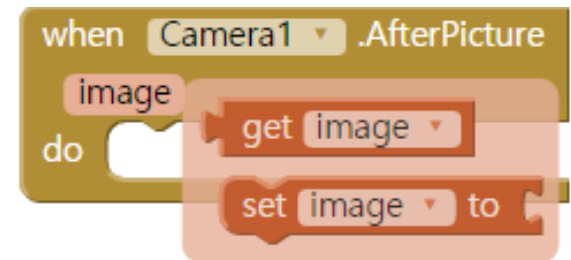 when Camera1 .AfterPicture
image
get image
do
set image to